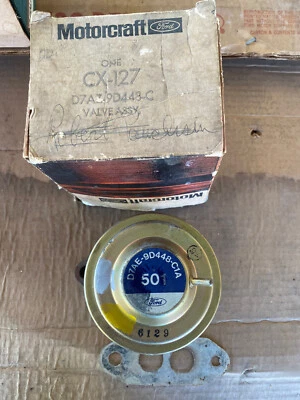 Motorcraft Ford
ONE
CX-127
D7AZ-9D448-C
VALVE ASSY.
D7AE-9D448-C1A
501
Ford
6129